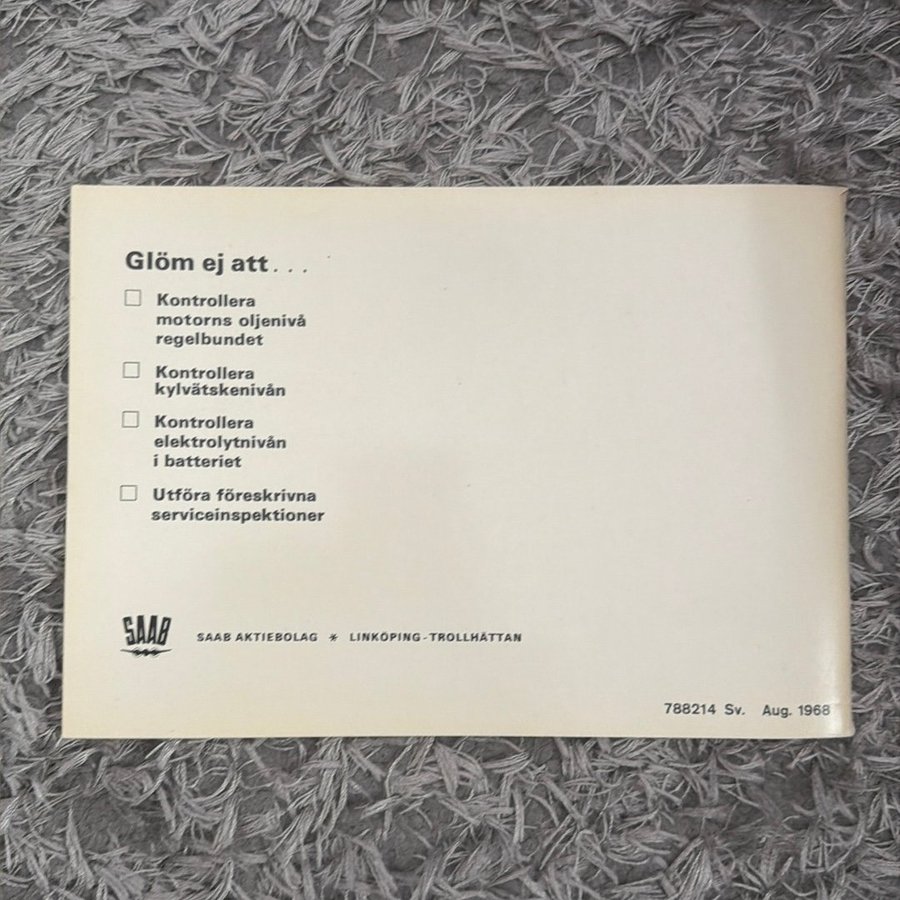 Glöm ej att...
Kontrollera
motorns oljenivå
regelbundet
Kontrollera
kylvätskenivån
Kontrollera
elektrolytnivån
i batteriet
Utföra föreskrivna
serviceinspektioner
SAAB
SAAB AKTIEBOLAG * LINKÖPING-TROLLHÄTTAN
788214 Sv. Aug. 1968